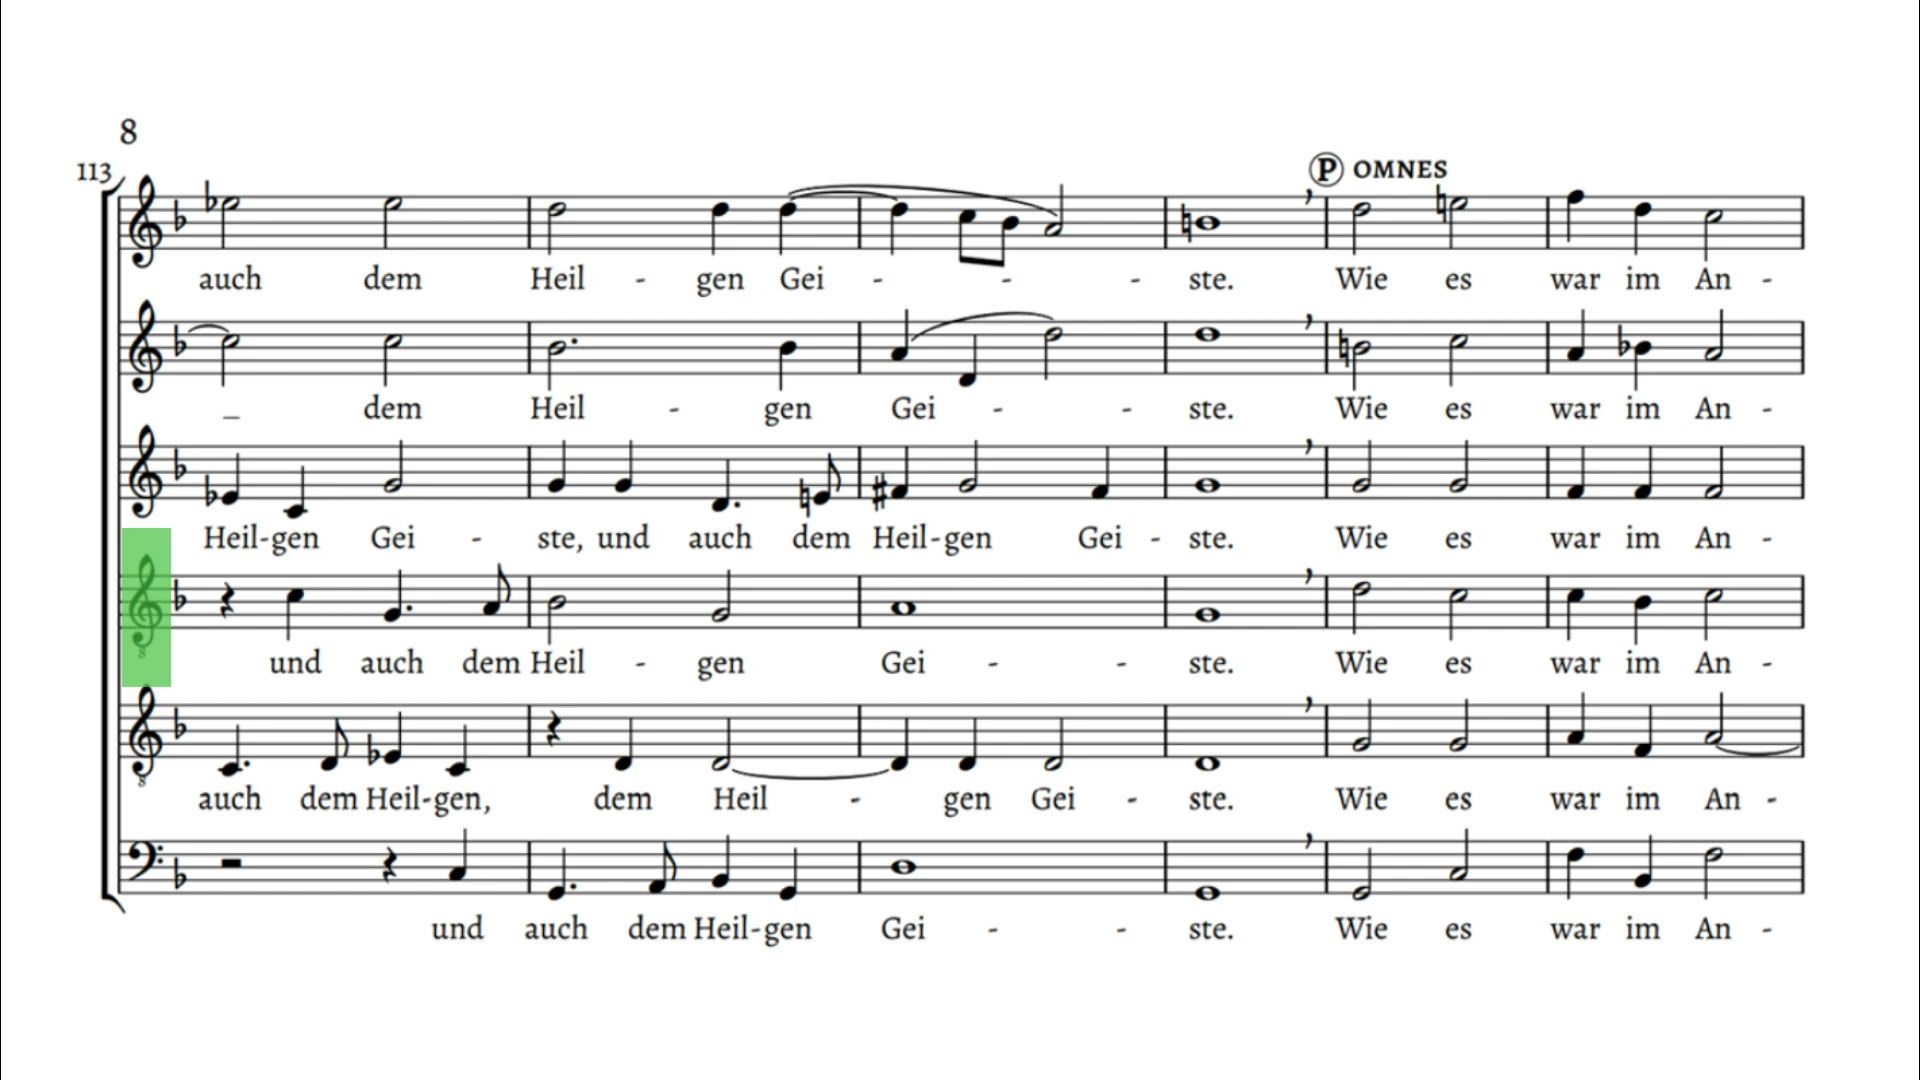 8
113
P OMNES
auch dem Heil - gen Gei - - - ste. Wie es war im An -
_ dem Heil - gen Gei - - ste. Wie es war im An -
Heil-gen Gei - ste, und auch dem Heil-gen Gei - ste. Wie es war im An -
8
und auch dem Heil - gen Gei - - ste. Wie es war im An -
8
auch dem Heil-gen, dem Heil - gen Gei - ste. Wie es war im An -
und auch dem Heil-gen Gei - - ste. Wie es war im An -